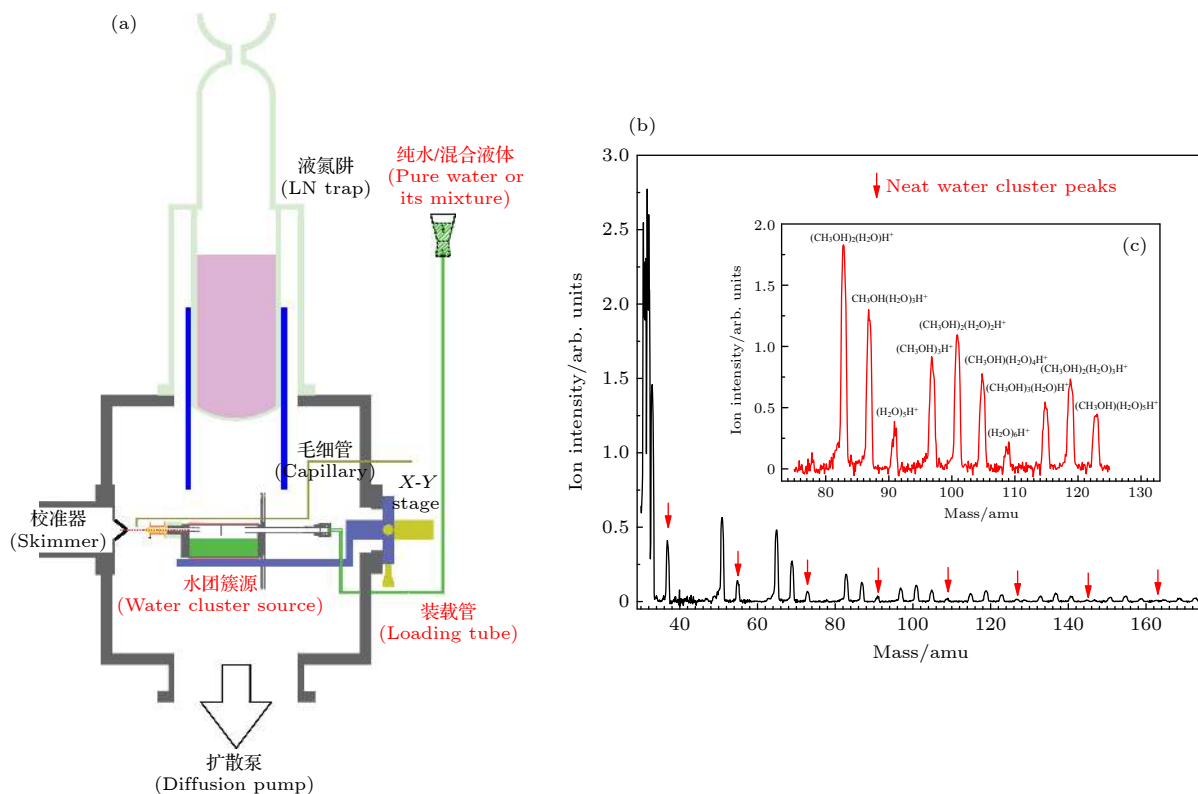 (a)
液氮阱
(LN trap)
纯水/混合液体
(Pure water or
its mixture)
毛细管
(Capillary)
X-Y
stage
校准器
(Skimmer)
水团簇源
(Water cluster source)
装载管
(Loading tube)
扩散泵
(Diffusion pump)
(b)
Ion intensity/arb. units
3.0
2.5
2.0
1.5
1.0
0.5
0
40
60
80
100
120
140
160
Mass/amu
Neat water cluster peaks
(c)
Ion intensity/arb. units
2.0
1.5
1.0
0.5
0
80
90
100
110
120
130
Mass/amu
(CH₃OH)₂(H₂O)H⁺
CH₃OH(H₂O)₃H⁺
(H₂O)₅H⁺
(CH₃OH)₃H⁺
(CH₃OH)₂(H₂O)₂H⁺
(CH₃OH)(H₂O)₄H⁺
(H₂O)₆H⁺
(CH₃OH)₃(H₂O)H⁺
(CH₃OH)₂(H₂O)₃H⁺
(CH₃OH)(H₂O)₅H⁺